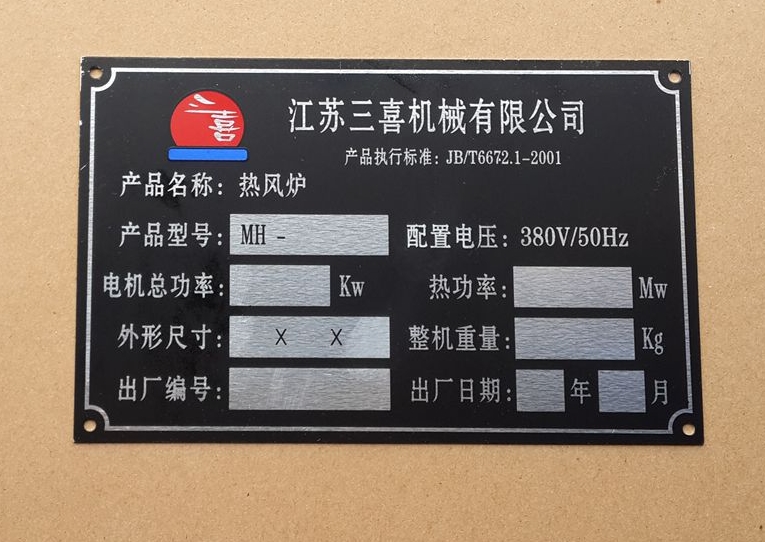 三喜
江苏三喜机械有限公司
产品执行标准：JB/T6672.1-2001
产品名称：热风炉
产品型号：MH - 配置电压：380V/50Hz
电机总功率： Kw 热功率： Mw
外形尺寸： X X 整机重量： Kg
出厂编号： 出厂日期： 年 月